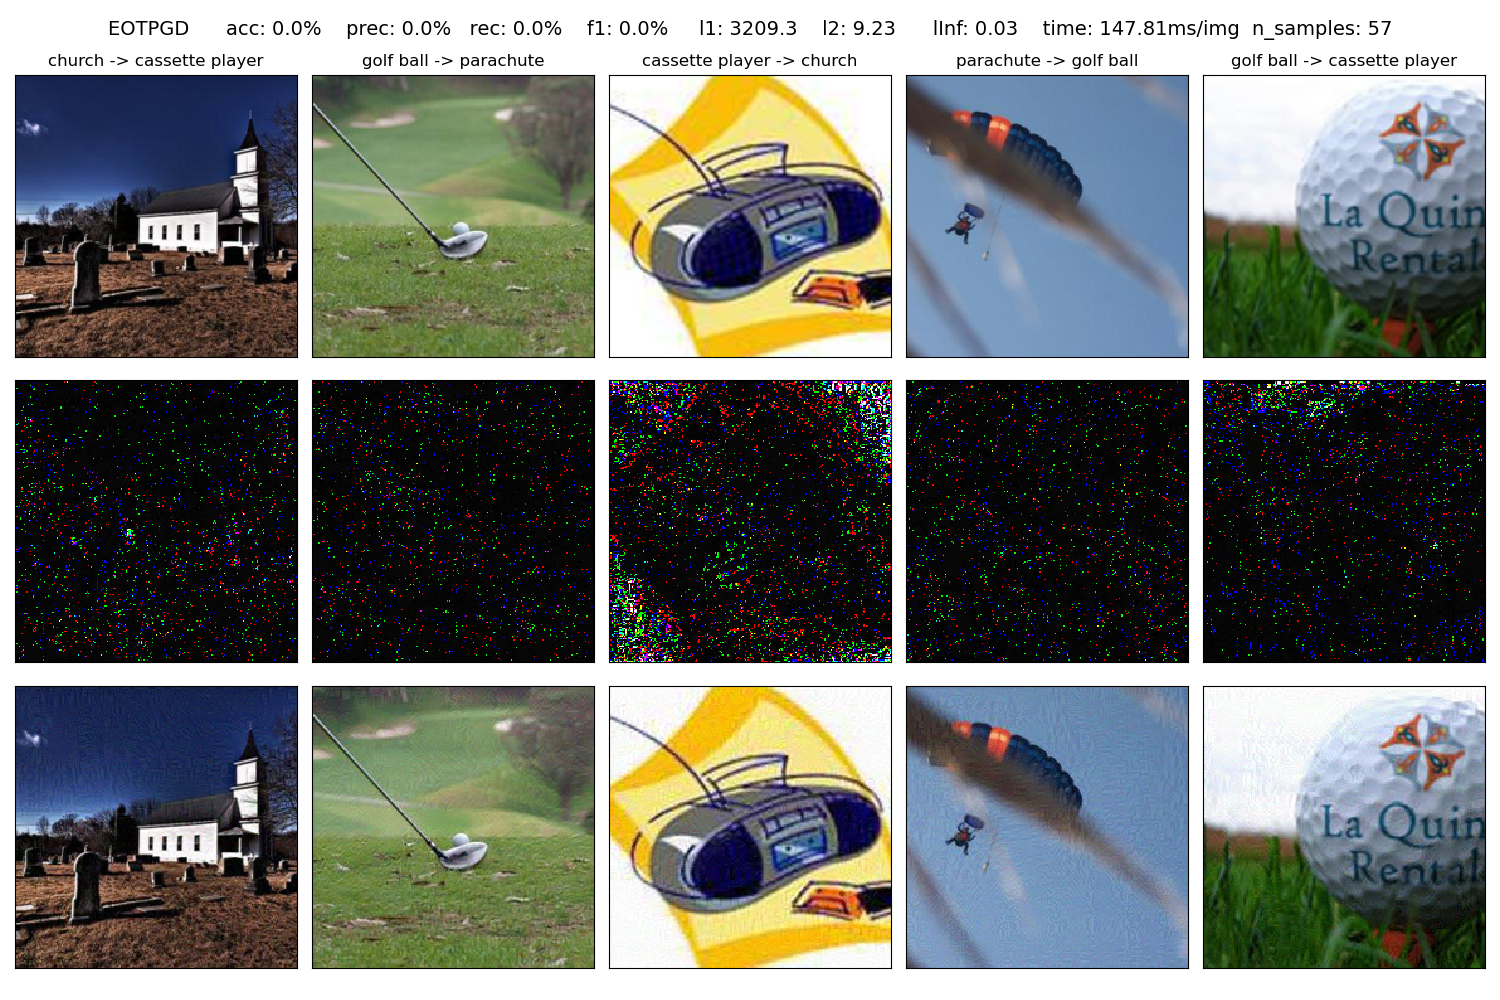 EOTPGD acc: 0.0% prec: 0.0% rec: 0.0% f1: 0.0% l1: 3209.3 l2: 9.23 lInf: 0.03 time: 147.81ms/img n_samples: 57
church -> cassette player
golf ball -> parachute
cassette player -> church
parachute -> golf ball
golf ball -> cassette player
La Quin
Rental
La Quin
Rental